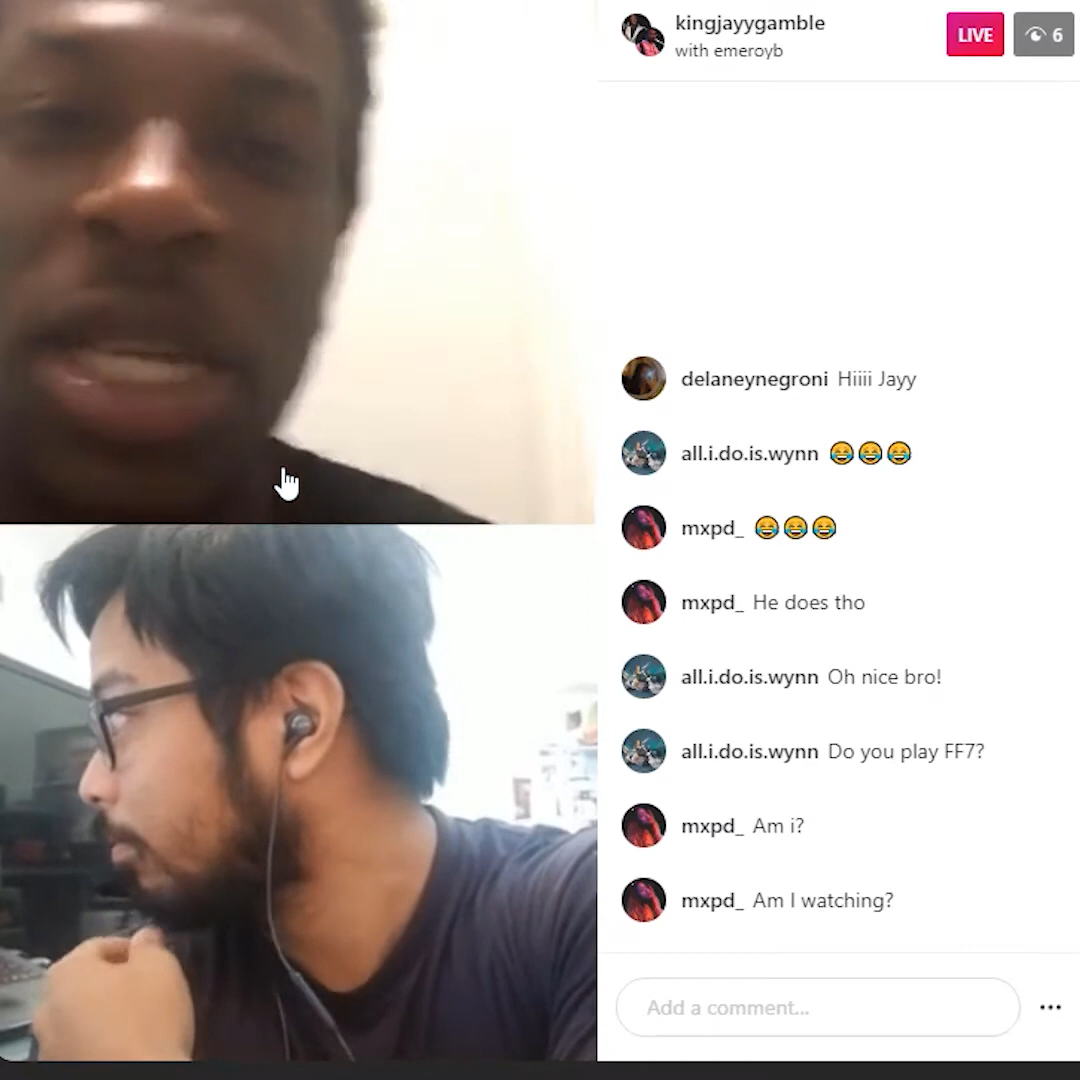 kingjayygamble
with emeroyb
LIVE
6
delaneynegroni Hiiii Jayy
all.i.do.is.wynn 😂😂😂
mxpd_ 😂😂😂
mxpd_ He does tho
all.i.do.is.wynn Oh nice bro!
all.i.do.is.wynn Do you play FF7?
mxpd_ Am i?
mxpd_ Am I watching?
Add a comment...